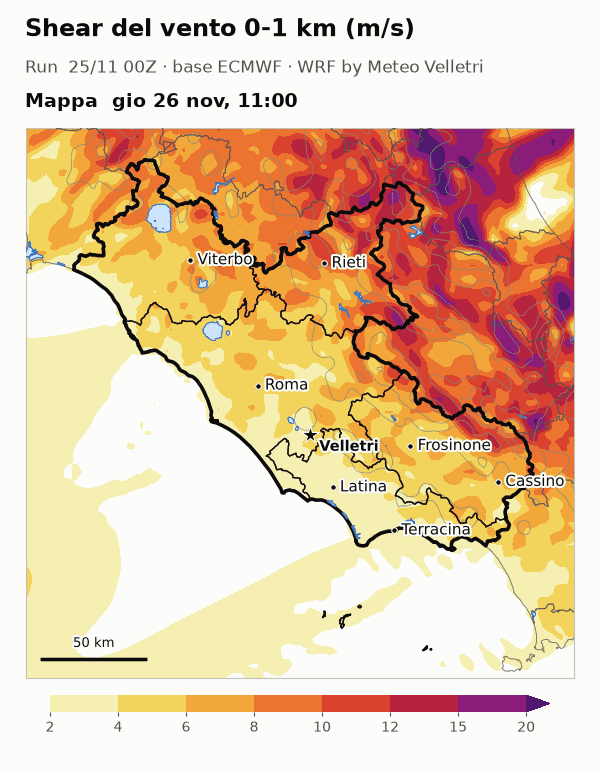 Shear del vento 0-1 km (m/s)
Run  25/11 00Z · base ECMWF · WRF by Meteo Velletri
Mappa  gio 26 nov, 11:00
Viterbo
Rieti
Roma
Velletri
Frosinone
Cassino
Latina
Terracina
50 km
2 4 6 8 10 12 15 20